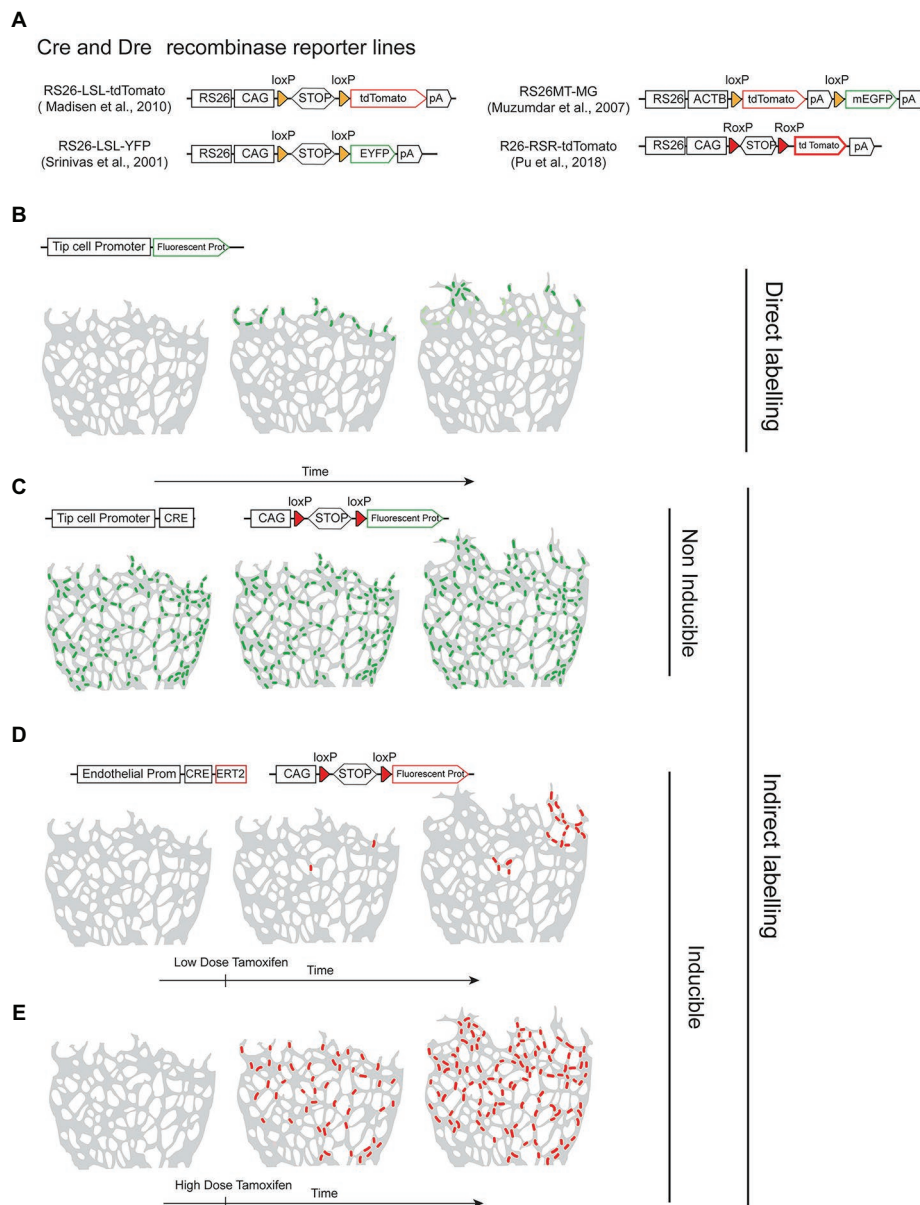 A
Cre and Dre recombinase reporter lines
RS26-LSL-tdTomato
( Madisen et al., 2010)
loxP loxP
RS26 CAG STOP tdTomato pA
RS26-LSL-YFP
(Srinivas et al., 2001)
RS26 CAG STOP EYFP pA
RS26MT-MG
(Muzumdar et al., 2007)
loxP loxP
RS26 ACTB tdTomato pA mEGFP pA
R26-RSR-tdTomato
(Pu et al., 2018)
RoxP RoxP
RS26 CAG STOP td Tomato pA
B
Tip cell Promoter Fluorescent Prot
Direct labelling
Time
C
Tip cell Promoter CRE
loxP loxP
CAG STOP Fluorescent Prot
Non Inducible
D
Endothelial Prom CRE ERT2
loxP loxP
CAG STOP Fluorescent Prot
Low Dose Tamoxifen Time
Indirect labelling
Inducible
E
High Dose Tamoxifen Time